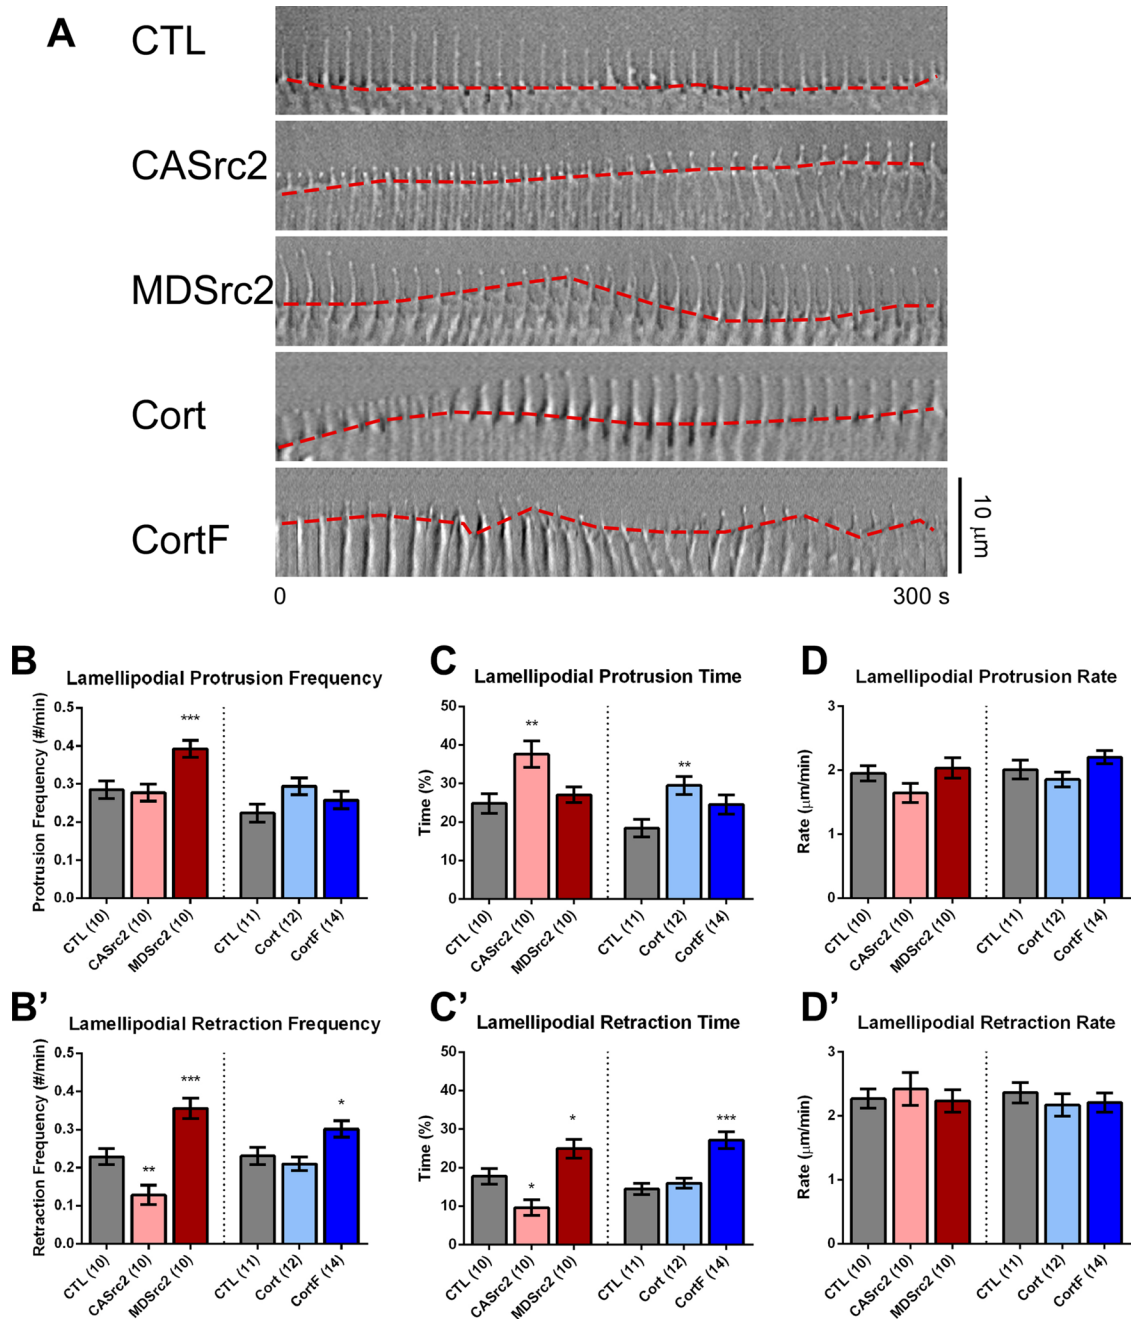 A
CTL
CASrc2
MDSrc2
Cort
CortF
10 μm
0 300 s
B C D
Lamellipodial Protrusion Frequency
Protrusion Frequency (#/min)
0.5
0.4
0.3
0.2
0.1
0.0
***
CTL (10)
CASrc2 (10)
MDSrc2 (10)
CTL (11)
Cort (12)
CortF (14)
Lamellipodial Protrusion Time
Time (%)
50
40
30
20
10
0
**
**
CTL (10)
CASrc2 (10)
MDSrc2 (10)
CTL (11)
Cort (12)
CortF (14)
Lamellipodial Protrusion Rate
Rate (μm/min)
3
2
1
0
CTL (10)
CASrc2 (10)
MDSrc2 (10)
CTL (11)
Cort (12)
CortF (14)
B' C' D'
Lamellipodial Retraction Frequency
Retraction Frequency (#/min)
0.5
0.4
0.3
0.2
0.1
0.0
**
***
*
CTL (10)
CASrc2 (10)
MDSrc2 (10)
CTL (11)
Cort (12)
CortF (14)
Lamellipodial Retraction Time
Time (%)
50
40
30
20
10
0
*
*
***
CTL (10)
CASrc2 (10)
MDSrc2 (10)
CTL (11)
Cort (12)
CortF (14)
Lamellipodial Retraction Rate
Rate (μm/min)
3
2
1
0
CTL (10)
CASrc2 (10)
MDSrc2 (10)
CTL (11)
Cort (12)
CortF (14)